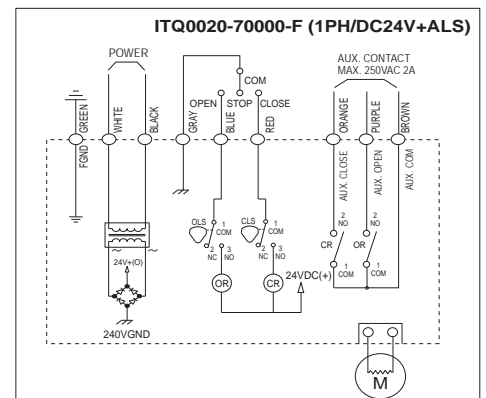 ITQ0020-70000-F (1PH/DC24V+ALS)
POWER
AUX. CONTACT
MAX. 250VAC 2A
COM
OPEN STOP CLOSE
GREEN
WHITE
BLACK
GRAY
BLUE
RED
ORANGE
PURPLE
BROWN
FGND
AUX. CLOSE
AUX. OPEN
AUX. COM
OLS
1
COM
2
NC
3
NO
CLS
1
COM
2
NC
3
NO
2
NO
CR
1
COM
2
NO
OR
1
COM
24V+(O)
OR
CR
24VDC(+)
240VGND
M